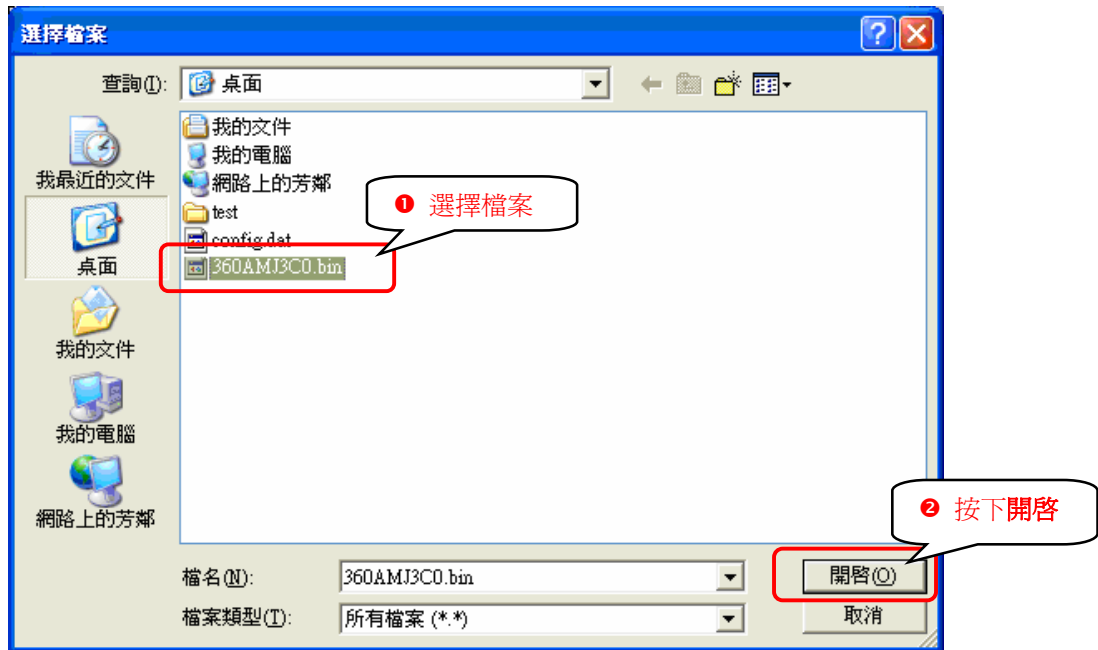 選擇檔案
查詢(I):
桌面
我的文件
我的電腦
網路上的芳鄰
test
config.dat
360AMJ3C0.bin
❶ 選擇檔案
我最近的文件
桌面
我的文件
我的電腦
網路上的芳鄰
❷ 按下開啓
檔名(N):
360AMJ3C0.bin
開啓(O)
檔案類型(T):
所有檔案 (*.*)
取消